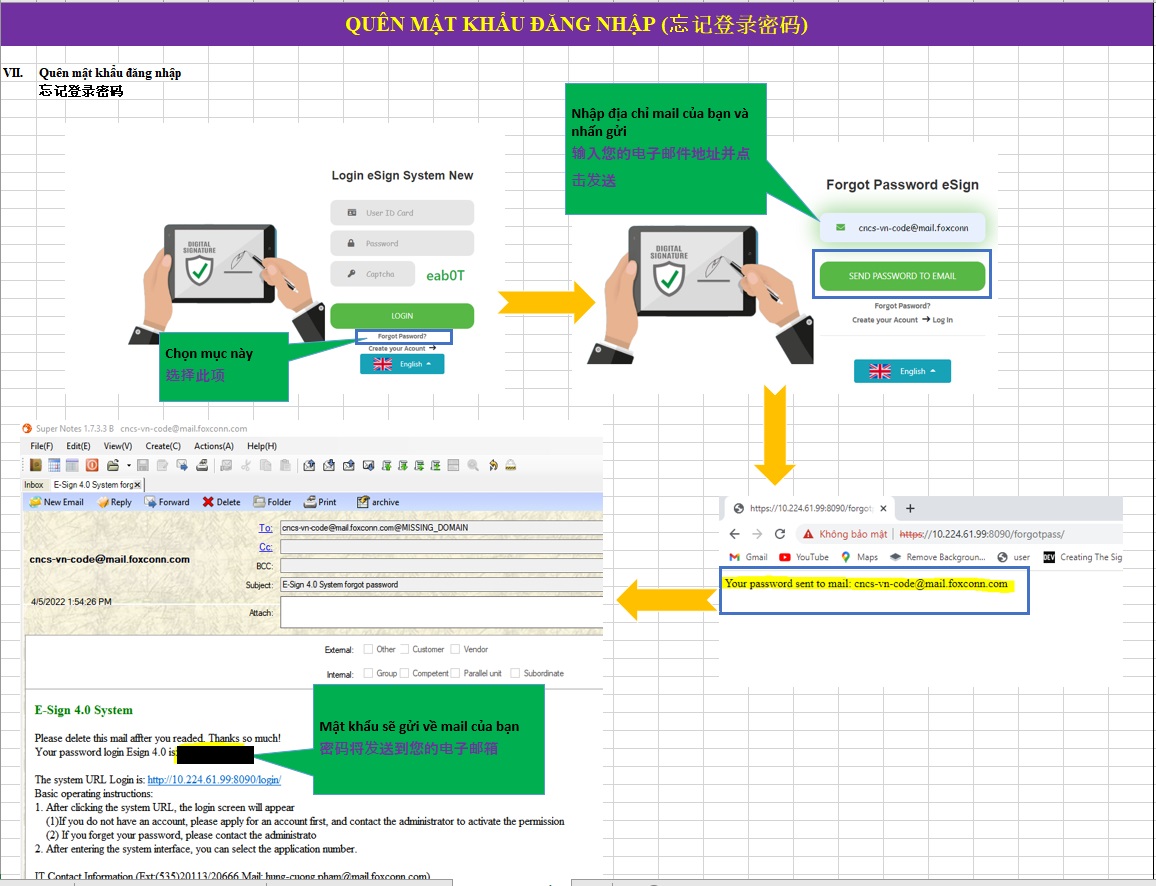 QUÊN MẬT KHẨU ĐĂNG NHẬP (忘记登录密码)
VII. Quên mật khẩu đăng nhập
忘记登录密码
Login eSign System New
User ID Card
Password
Captcha
eab0T
LOGIN
Forgot Pasword?
Create your Acount
English
DIGITAL
SIGNATURE
Chọn mục này
选择此项
Nhập địa chỉ mail của bạn và
nhấn gửi
输入您的电子邮件地址并点
击发送
Forgot Password eSign
cncs-vn-code@mail.foxconn
SEND PASSWORD TO EMAIL
Forgot Pasword?
Create your Acount → Log In
English
DIGITAL
SIGNATURE
https://10.224.61.99:8090/forgot
Không bảo mật | https://10.224.61.99:8090/forgotpass/
Gmail YouTube Maps Remove Backgroun... user DEV Creating The Sig
Your password sent to mail: cncs-vn-code@mail.foxconn.com
Super Notes 1.7.3.3 B cncs-vn-code@mail.foxconn.com
File(F) Edit(E) View(V) Create(C) Actions(A) Help(H)
Inbox E-Sign 4.0 System forg
New Email Reply Forward Delete Folder Print archive
To: cncs-vn-code@mail.foxconn.com@MISSING_DOMAIN
Cc:
cncs-vn-code@mail.foxconn.com
BCC:
Subject: E-Sign 4.0 System forgot password
4/5/2022 1:54:26 PM
Attach:
External: Other Customer Vendor
Internal: Group Competent Parallel unit Subordinate
E-Sign 4.0 System
Please delete this mail affter you readed. Thanks so much!
Your password login Esign 4.0 is:
Mật khẩu sẽ gửi về mail của bạn
密码将发送到您的电子邮箱
The system URL Login is: http://10.224.61.99:8090/login/
Basic operating instructions:
1. After clicking the system URL, the login screen will appear
(1)If you do not have an account, please apply for an account first, and contact the administrator to activate the permission
(2) If you forget your password, please contact the administrato
2. After entering the system interface, you can select the application number.
IT Contact Information (Ext:(535)20113/20666 Mail: hung-cuong.pham@mail.foxconn.com)